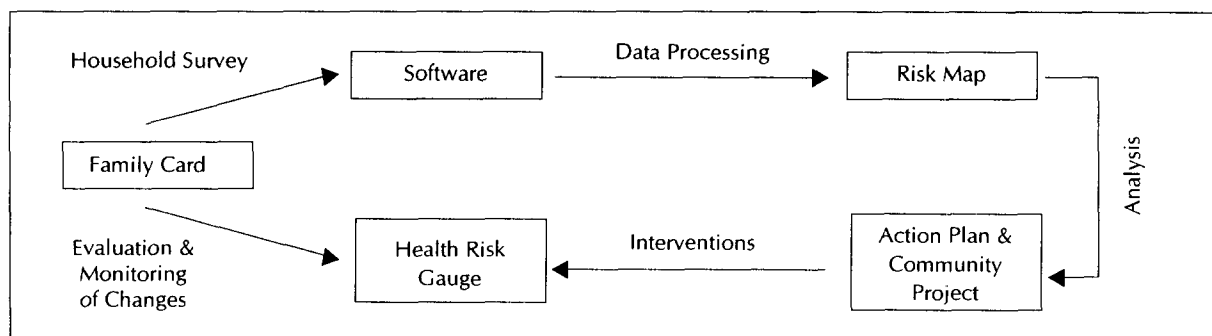 Household Survey
Software
Data Processing
Risk Map
Family Card
Analysis
Evaluation &
Monitoring
of Changes
Health Risk
Gauge
Interventions
Action Plan &
Community
Project